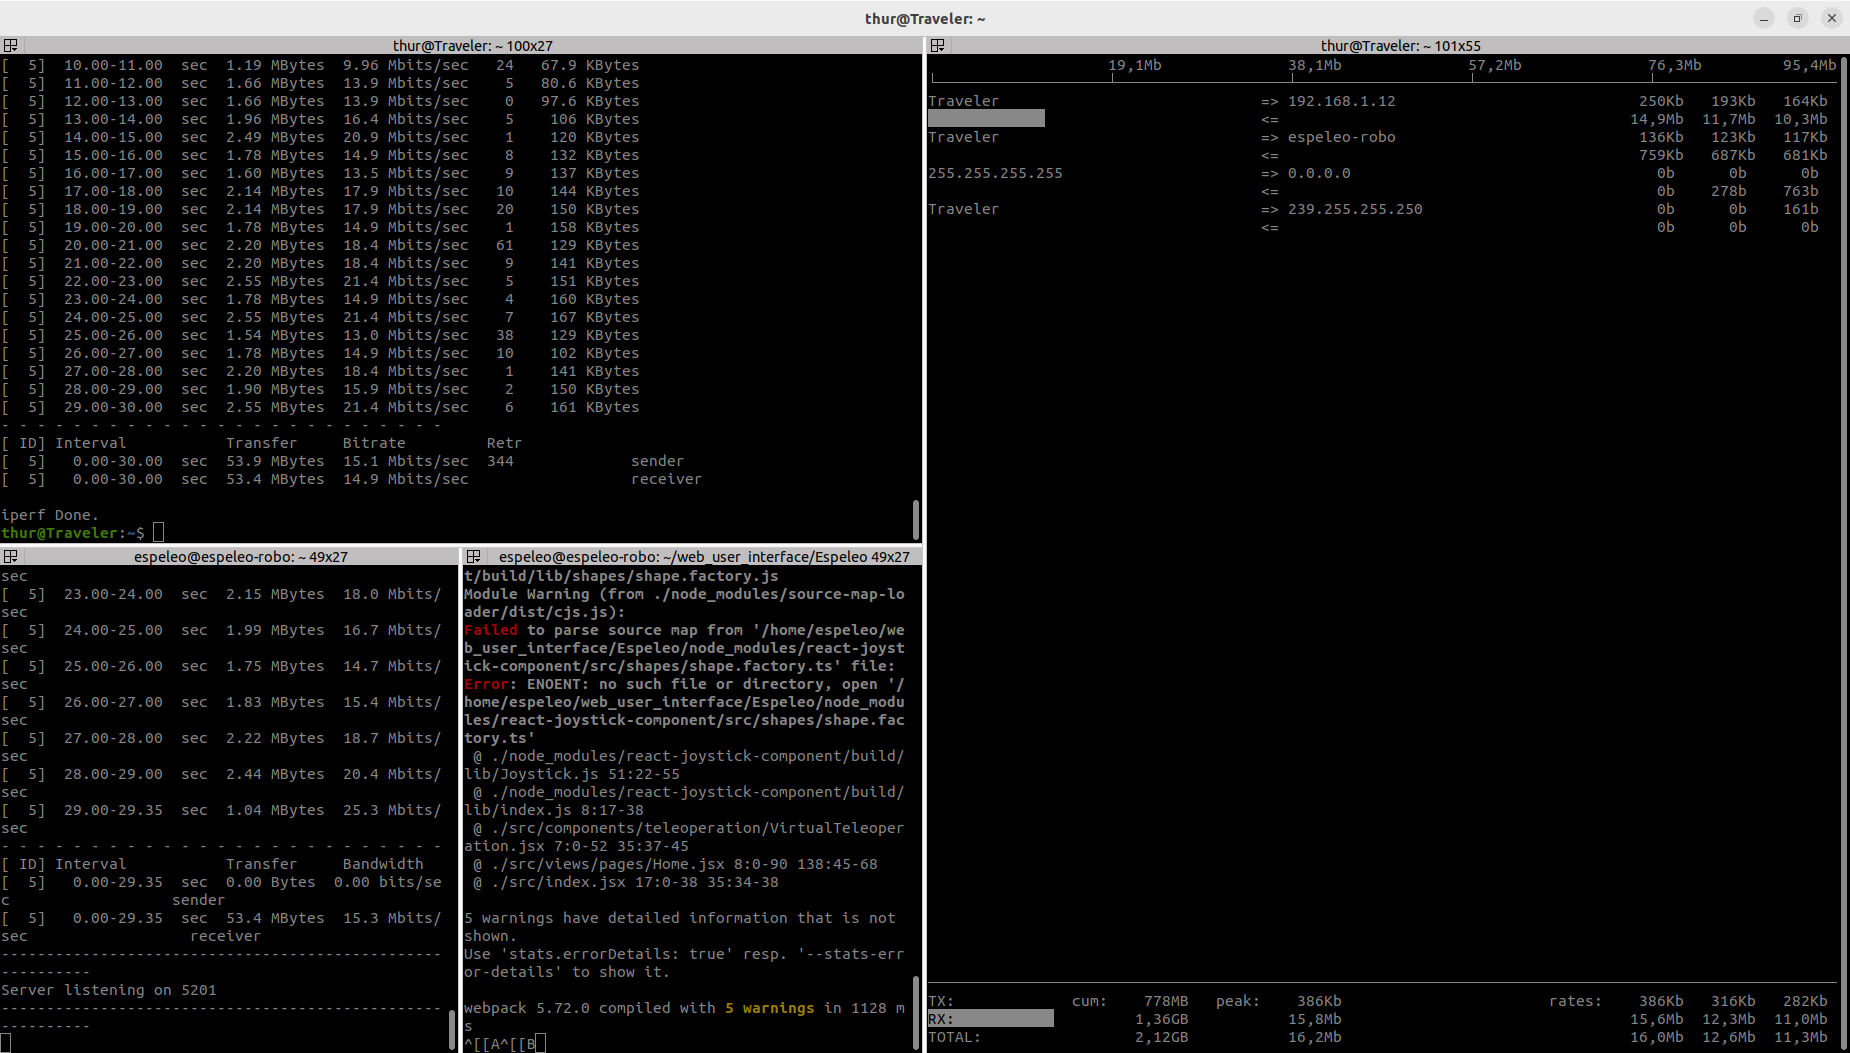 thur@Traveler: ~
thur@Traveler: ~ 100x27
[  5]  10.00-11.00  sec  1.19 MBytes  9.96 Mbits/sec   24   67.9 KBytes
[  5]  11.00-12.00  sec  1.66 MBytes  13.9 Mbits/sec    5   80.6 KBytes
[  5]  12.00-13.00  sec  1.66 MBytes  13.9 Mbits/sec    0   97.6 KBytes
[  5]  13.00-14.00  sec  1.96 MBytes  16.4 Mbits/sec    5    106 KBytes
[  5]  14.00-15.00  sec  2.49 MBytes  20.9 Mbits/sec    1    120 KBytes
[  5]  15.00-16.00  sec  1.78 MBytes  14.9 Mbits/sec    8    132 KBytes
[  5]  16.00-17.00  sec  1.60 MBytes  13.5 Mbits/sec    9    137 KBytes
[  5]  17.00-18.00  sec  2.14 MBytes  17.9 Mbits/sec   10    144 KBytes
[  5]  18.00-19.00  sec  2.14 MBytes  17.9 Mbits/sec   20    150 KBytes
[  5]  19.00-20.00  sec  1.78 MBytes  14.9 Mbits/sec    1    158 KBytes
[  5]  20.00-21.00  sec  2.20 MBytes  18.4 Mbits/sec   61    129 KBytes
[  5]  21.00-22.00  sec  2.20 MBytes  18.4 Mbits/sec    9    141 KBytes
[  5]  22.00-23.00  sec  2.55 MBytes  21.4 Mbits/sec    5    151 KBytes
[  5]  23.00-24.00  sec  1.78 MBytes  14.9 Mbits/sec    4    160 KBytes
[  5]  24.00-25.00  sec  2.55 MBytes  21.4 Mbits/sec    7    167 KBytes
[  5]  25.00-26.00  sec  1.54 MBytes  13.0 Mbits/sec   38    129 KBytes
[  5]  26.00-27.00  sec  1.78 MBytes  14.9 Mbits/sec   10    102 KBytes
[  5]  27.00-28.00  sec  2.20 MBytes  18.4 Mbits/sec    1    141 KBytes
[  5]  28.00-29.00  sec  1.90 MBytes  15.9 Mbits/sec    2    150 KBytes
[  5]  29.00-30.00  sec  2.55 MBytes  21.4 Mbits/sec    6    161 KBytes
- - - - - - - - - - - - - - - - - - - - - - - - -
[ ID] Interval           Transfer     Bitrate         Retr
[  5]   0.00-30.00  sec  53.9 MBytes  15.1 Mbits/sec  344             sender
[  5]   0.00-30.00  sec  53.4 MBytes  14.9 Mbits/sec                  receiver
iperf Done.
thur@Traveler:~$
espeleo@espeleo-robo: ~ 49x27
sec
[  5]  23.00-24.00  sec  2.15 MBytes  18.0 Mbits/
sec
[  5]  24.00-25.00  sec  1.99 MBytes  16.7 Mbits/
sec
[  5]  25.00-26.00  sec  1.75 MBytes  14.7 Mbits/
sec
[  5]  26.00-27.00  sec  1.83 MBytes  15.4 Mbits/
sec
[  5]  27.00-28.00  sec  2.22 MBytes  18.7 Mbits/
sec
[  5]  28.00-29.00  sec  2.44 MBytes  20.4 Mbits/
sec
[  5]  29.00-29.35  sec  1.04 MBytes  25.3 Mbits/
sec
- - - - - - - - - - - - - - - - - - - - - - - - -
[ ID] Interval           Transfer     Bandwidth
[  5]   0.00-29.35  sec  0.00 Bytes  0.00 bits/se
c                  sender
[  5]   0.00-29.35  sec  53.4 MBytes  15.3 Mbits/
sec                  receiver
-------------------------------------------------
----------
Server listening on 5201
-------------------------------------------------
----------
espeleo@espeleo-robo: ~/web_user_interface/Espeleo 49x27
t/build/lib/shapes/shape.factory.js
Module Warning (from ./node_modules/source-map-lo
ader/dist/cjs.js):
Failed to parse source map from '/home/espeleo/we
b_user_interface/Espeleo/node_modules/react-joyst
ick-component/src/shapes/shape.factory.ts' file:
Error: ENOENT: no such file or directory, open '/
home/espeleo/web_user_interface/Espeleo/node_modu
les/react-joystick-component/src/shapes/shape.fac
tory.ts'
 @ ./node_modules/react-joystick-component/build/
lib/Joystick.js 51:22-55
 @ ./node_modules/react-joystick-component/build/
lib/index.js 8:17-38
 @ ./src/components/teleoperation/VirtualTeleoper
ation.jsx 7:0-52 35:37-45
 @ ./src/views/pages/Home.jsx 8:0-90 138:45-68
 @ ./src/index.jsx 17:0-38 35:34-38
5 warnings have detailed information that is not
shown.
Use 'stats.errorDetails: true' resp. '--stats-err
or-details' to show it.
webpack 5.72.0 compiled with 5 warnings in 1128 m
s
^[[A^[[B
thur@Traveler: ~ 101x55
19,1Mb 38,1Mb 57,2Mb 76,3Mb 95,4Mb
Traveler => 192.168.1.12 250Kb 193Kb 164Kb
<= 14,9Mb 11,7Mb 10,3Mb
Traveler => espeleo-robo 136Kb 123Kb 117Kb
<= 759Kb 687Kb 681Kb
255.255.255.255 => 0.0.0.0 0b 0b 0b
<= 0b 278b 763b
Traveler => 239.255.255.250 0b 0b 161b
<= 0b 0b 0b
TX: cum: 778MB peak: 386Kb rates: 386Kb 316Kb 282Kb
RX: 1,36GB 15,8Mb 15,6Mb 12,3Mb 11,0Mb
TOTAL: 2,12GB 16,2Mb 16,0Mb 12,6Mb 11,3Mb